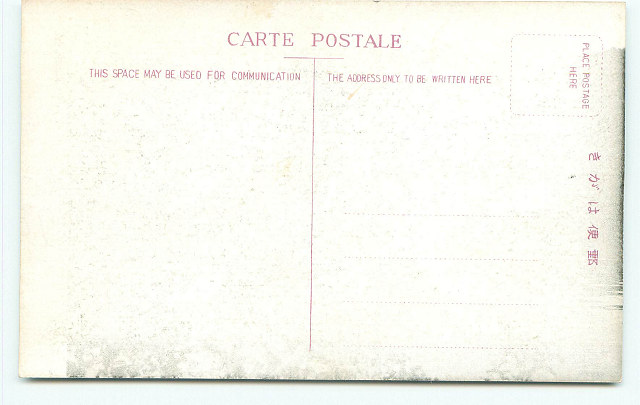 CARTE POSTALE
THIS SPACE MAY BE USED FOR COMMUNICATION
THE ADDRESS ONLY TO BE WRITTEN HERE
PLACE POSTAGE
HERE
郵便はがき